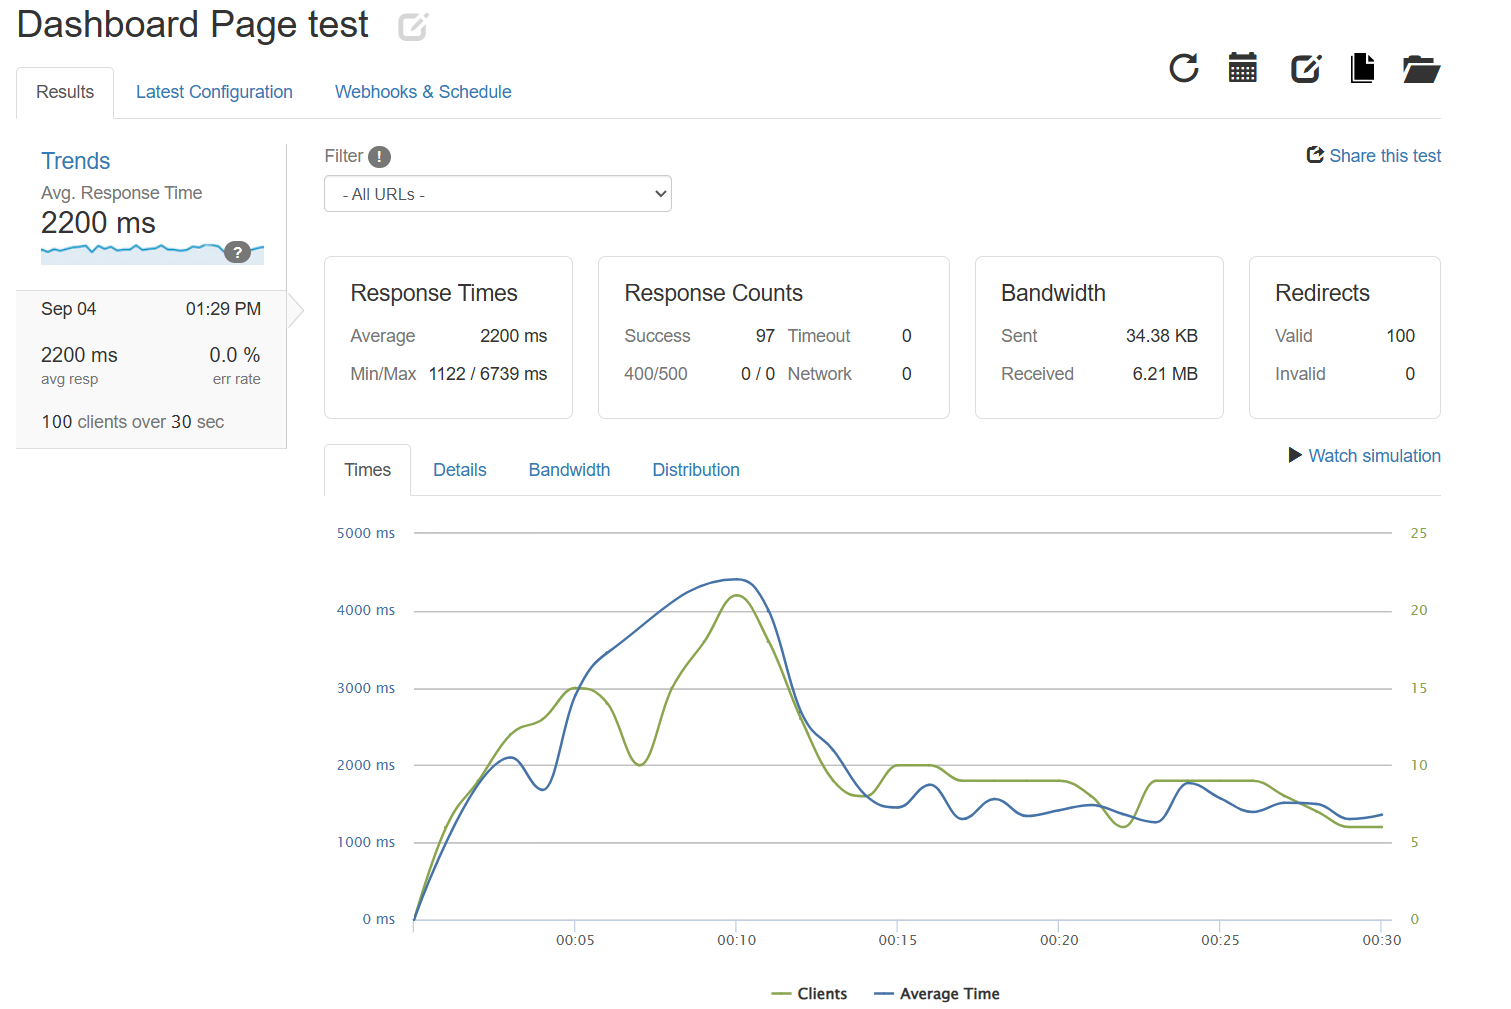 Dashboard Page test
Results
Latest Configuration
Webhooks & Schedule
Trends
Avg. Response Time
2200 ms
?
Sep 04 01:29 PM
2200 ms 0.0 %
avg resp err rate
100 clients over 30 sec
Filter !
Share this test
- All URLs -
Response Times
Average 2200 ms
Min/Max 1122 / 6739 ms
Response Counts
Success 97 Timeout 0
400/500 0 / 0 Network 0
Bandwidth
Sent 34.38 KB
Received 6.21 MB
Redirects
Valid 100
Invalid 0
Times Details Bandwidth Distribution
Watch simulation
5000 ms 25
4000 ms 20
3000 ms 15
2000 ms 10
1000 ms 5
0 ms 0
00:05 00:10 00:15 00:20 00:25 00:30
Clients Average Time